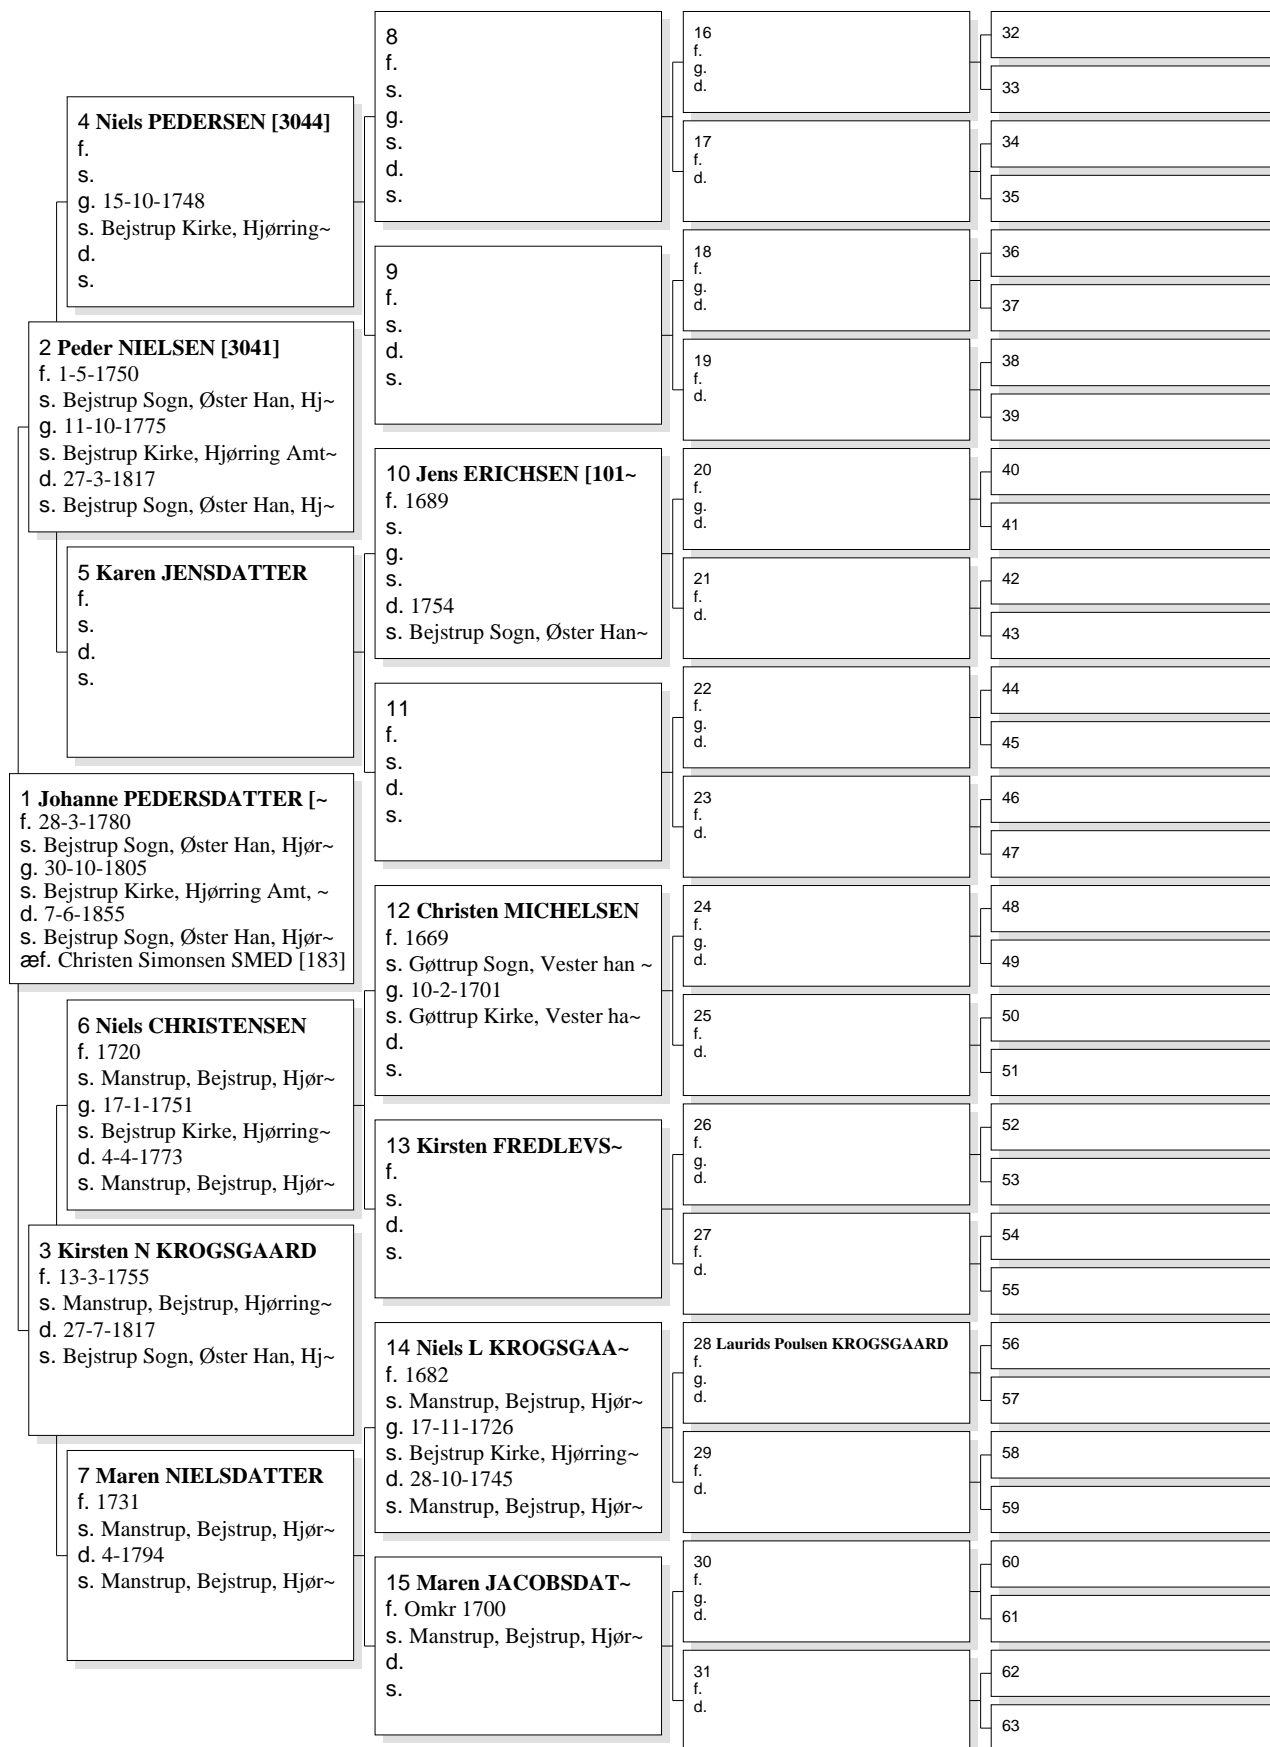 4 Niels PEDERSEN [3044]
f.
s.
g. 15-10-1748
s. Bejstrup Kirke, Hjørring~
d.
s.
2 Peder NIELSEN [3041]
f. 1-5-1750
s. Bejstrup Sogn, Øster Han, Hj~
g. 11-10-1775
s. Bejstrup Kirke, Hjørring Amt~
d. 27-3-1817
s. Bejstrup Sogn, Øster Han, Hj~
5 Karen JENSDATTER
f.
s.
d.
s.
1 Johanne PEDERSDATTER [~
f. 28-3-1780
s. Bejstrup Sogn, Øster Han, Hjør~
g. 30-10-1805
s. Bejstrup Kirke, Hjørring Amt, ~
d. 7-6-1855
s. Bejstrup Sogn, Øster Han, Hjør~
æf. Christen Simonsen SMED [183]
6 Niels CHRISTENSEN
f. 1720
s. Manstrup, Bejstrup, Hjør~
g. 17-1-1751
s. Bejstrup Kirke, Hjørring~
d. 4-4-1773
s. Manstrup, Bejstrup, Hjør~
3 Kirsten N KROGSGAARD
f. 13-3-1755
s. Manstrup, Bejstrup, Hjørring~
d. 27-7-1817
s. Bejstrup Sogn, Øster Han, Hj~
7 Maren NIELSDATTER
f. 1731
s. Manstrup, Bejstrup, Hjør~
d. 4-1794
s. Manstrup, Bejstrup, Hjør~
8
f.
s.
g.
s.
d.
s.
9
f.
s.
d.
s.
10 Jens ERICHSEN [101~
f. 1689
s.
g.
s.
d. 1754
s. Bejstrup Sogn, Øster Han~
11
f.
s.
d.
s.
12 Christen MICHELSEN
f. 1669
s. Gøttrup Sogn, Vester han ~
g. 10-2-1701
s. Gøttrup Kirke, Vester ha~
d.
s.
13 Kirsten FREDLEVS~
f.
s.
d.
s.
14 Niels L KROGSGAA~
f. 1682
s. Manstrup, Bejstrup, Hjør~
g. 17-11-1726
s. Bejstrup Kirke, Hjørring~
d. 28-10-1745
s. Manstrup, Bejstrup, Hjør~
15 Maren JACOBSDAT~
f. Omkr 1700
s. Manstrup, Bejstrup, Hjør~
d.
s.
16
f.
g.
d.
17
f.
d.
18
f.
g.
d.
19
f.
d.
20
f.
g.
d.
21
f.
d.
22
f.
g.
d.
23
f.
d.
24
f.
g.
d.
25
f.
d.
26
f.
g.
d.
27
f.
d.
28 Laurids Poulsen KROGSGAARD
f.
g.
d.
29
f.
d.
30
f.
g.
d.
31
f.
d.
32
33
34
35
36
37
38
39
40
41
42
43
44
45
46
47
48
49
50
51
52
53
54
55
56
57
58
59
60
61
62
63